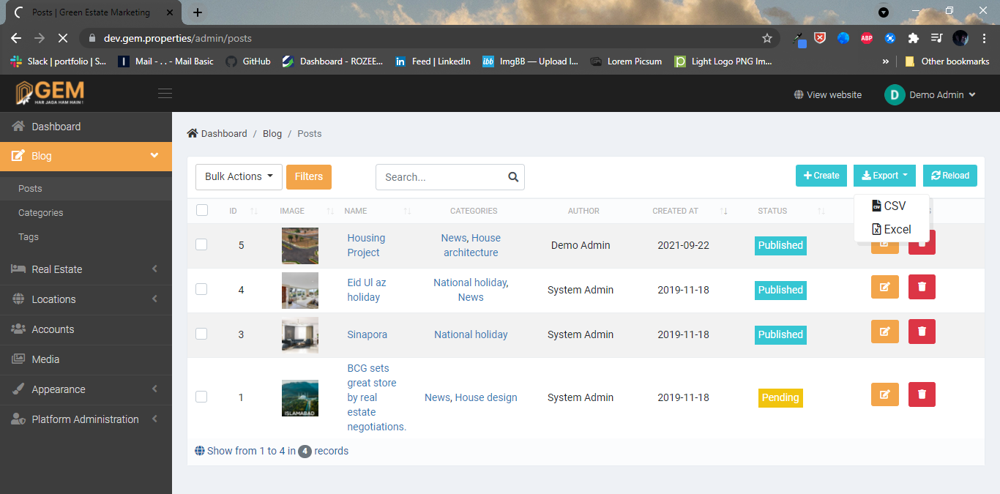 Posts | Green Estate Marketing
dev.gem.properties/admin/posts
ABP
Slack | portfolio | S...
Mail - . . - Mail Basic
GitHub
Dashboard - ROZEE...
Feed | LinkedIn
ImgBB — Upload I...
Lorem Picsum
Light Logo PNG Im...
»
Other bookmarks
GEM
HAR JAGA HAM HAIN !
View website
D
Demo Admin
Dashboard
Blog
Posts
Categories
Tags
Real Estate
Locations
Accounts
Media
Appearance
Platform Administration
Dashboard / Blog / Posts
Bulk Actions
Filters
Search...
Create
Export
Reload
CSV
Excel
ID IMAGE NAME CATEGORIES AUTHOR CREATED AT STATUS
5 Housing Project News, House architecture Demo Admin 2021-09-22 Published
4 Eid Ul az holiday National holiday, News System Admin 2019-11-18 Published
3 Sinapora National holiday System Admin 2019-11-18 Published
1 ISLAMABAD BCG sets great store by real estate negotiations. News, House design System Admin 2019-11-18 Pending
Show from 1 to 4 in 4 records